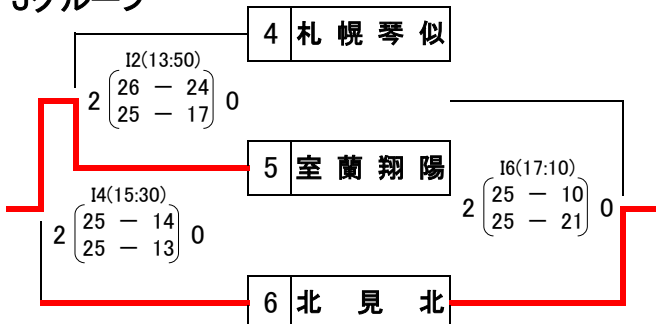 Jグループ
4 札幌琴似
I2(13:50)
2 26 － 24 0
25 － 17
5 室蘭翔陽
I6(17:10)
2 25 － 10 0
25 － 21
I4(15:30)
2 25 － 14 0
25 － 13
6 北見北